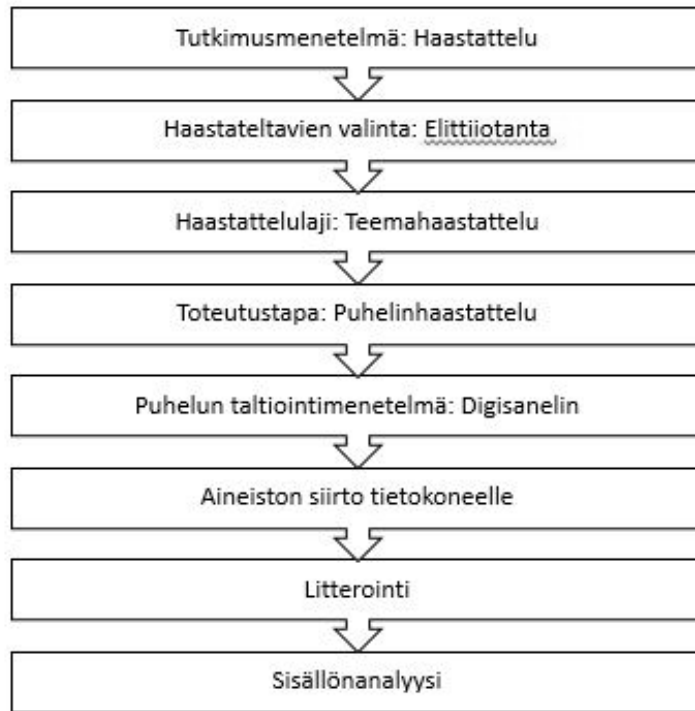 Tutkimusmenetelmä: Haastattelu
Haastateltavien valinta: Elittiiotanta
Haastattelulaji: Teemahaastattelu
Toteutustapa: Puhelinhaastattelu
Puhelun taltiointimenetelmä: Digisanelin
Aineiston siirto tietokoneelle
Litterointi
Sisällönanalyysi